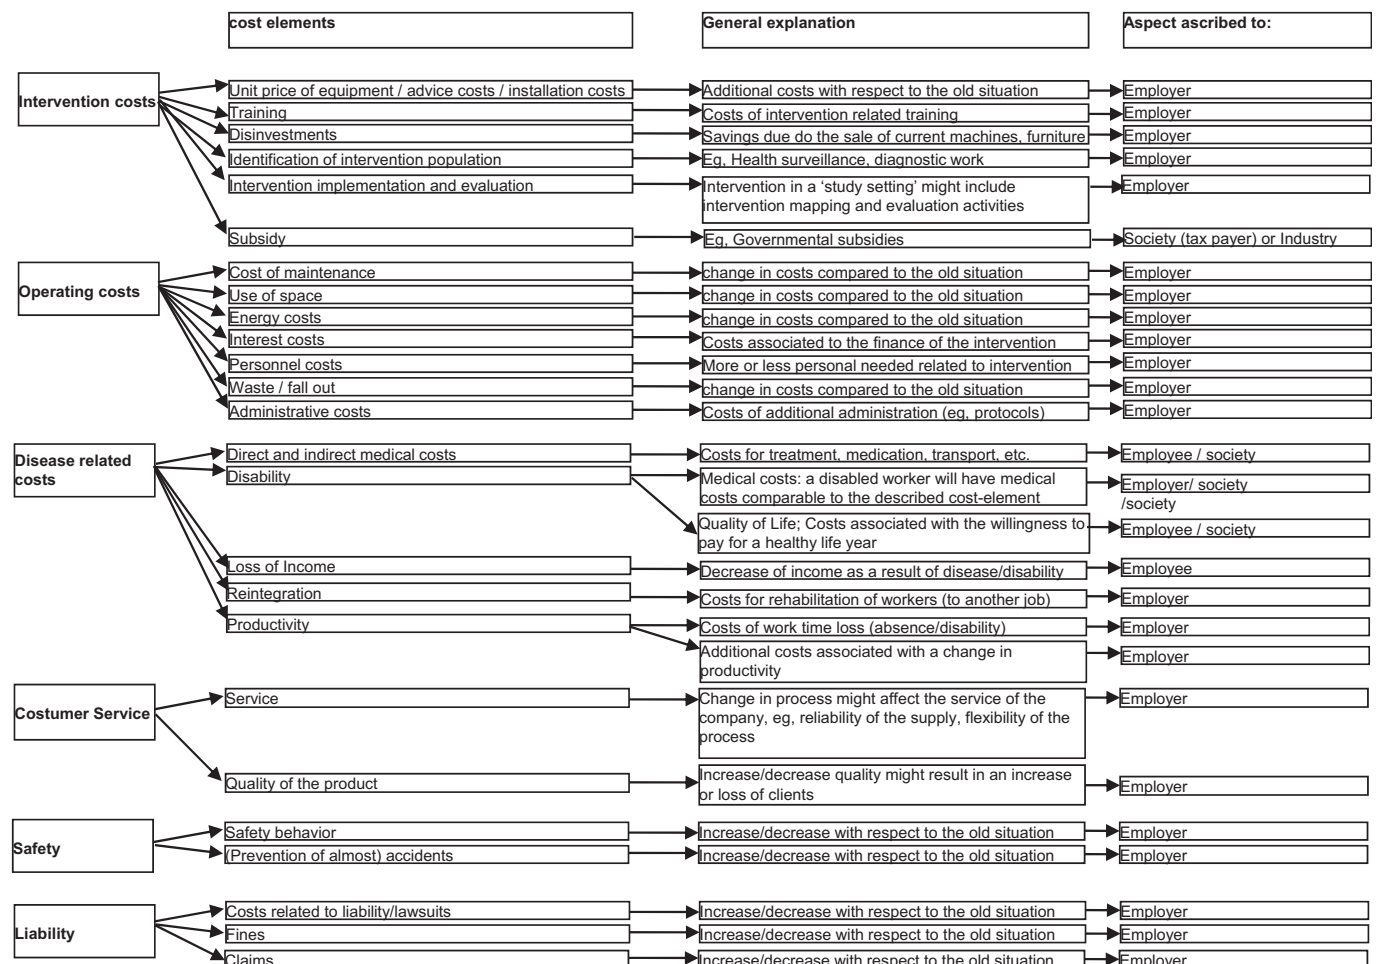 cost elements
General explanation
Aspect ascribed to:
Intervention costs
Unit price of equipment / advice costs / installation costs
Additional costs with respect to the old situation
Employer
Training
Costs of intervention related training
Employer
Disinvestments
Savings due do the sale of current machines, furniture
Employer
Identification of intervention population
Eg, Health surveillance, diagnostic work
Employer
Intervention implementation and evaluation
Intervention in a ‘study setting’ might include
intervention mapping and evaluation activities
Employer
Subsidy
Eg, Governmental subsidies
Society (tax payer) or Industry
Operating costs
Cost of maintenance
change in costs compared to the old situation
Employer
Use of space
change in costs compared to the old situation
Employer
Energy costs
change in costs compared to the old situation
Employer
Interest costs
Costs associated to the finance of the intervention
Employer
Personnel costs
More or less personal needed related to intervention
Employer
Waste / fall out
change in costs compared to the old situation
Employer
Administrative costs
Costs of additional administration (eg, protocols)
Employer
Disease related
costs
Direct and indirect medical costs
Costs for treatment, medication, transport, etc.
Employee / society
Disability
Medical costs: a disabled worker will have medical
costs comparable to the described cost-element
Employer/ society
/society
Quality of Life; Costs associated with the willingness to
pay for a healthy life year
Employee / society
Loss of Income
Decrease of income as a result of disease/disability
Employee
Reintegration
Costs for rehabilitation of workers (to another job)
Employer
Productivity
Costs of work time loss (absence/disability)
Employer
Additional costs associated with a change in
productivity
Employer
Costumer Service
Service
Change in process might affect the service of the
company, eg, reliability of the supply, flexibility of the
process
Employer
Quality of the product
Increase/decrease quality might result in an increase
or loss of clients
Employer
Safety
Safety behavior
Increase/decrease with respect to the old situation
Employer
(Prevention of almost) accidents
Increase/decrease with respect to the old situation
Employer
Liability
Costs related to liability/lawsuits
Increase/decrease with respect to the old situation
Employer
Fines
Increase/decrease with respect to the old situation
Employer
Claims
Increase/decrease with respect to the old situation
Employer